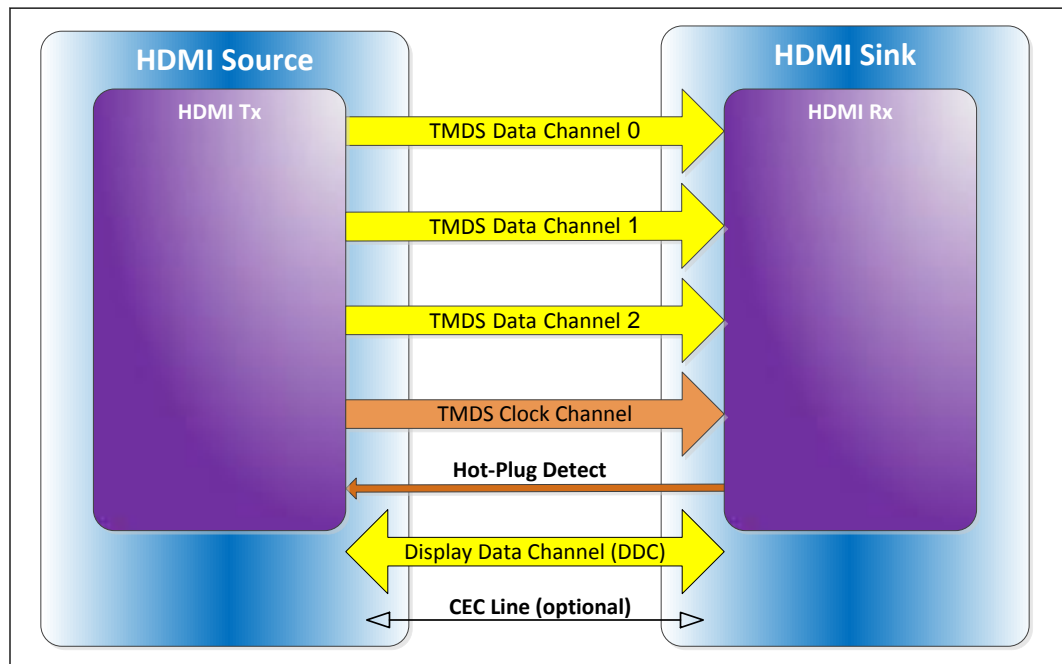 HDMI Source
HDMI Sink
HDMI Tx
HDMI Rx
TMDS Data Channel 0
TMDS Data Channel 1
TMDS Data Channel 2
TMDS Clock Channel
Hot-Plug Detect
Display Data Channel (DDC)
CEC Line (optional)